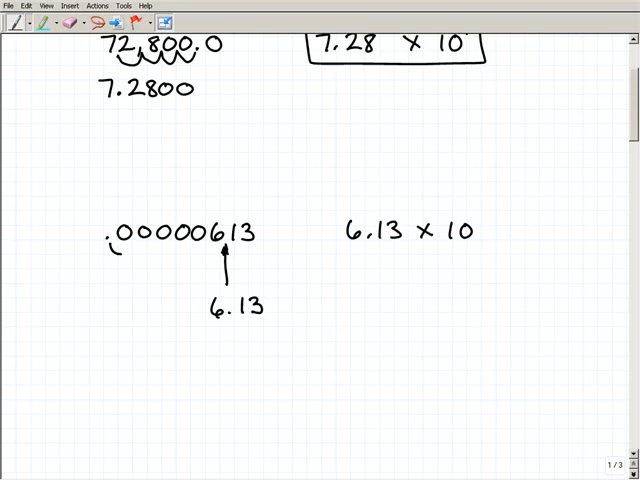 File Edit View Insert Actions Tools Help
72,800.0 7.28 x 10
7.2800
.00000613 6.13 x 10
6.13
1 / 3